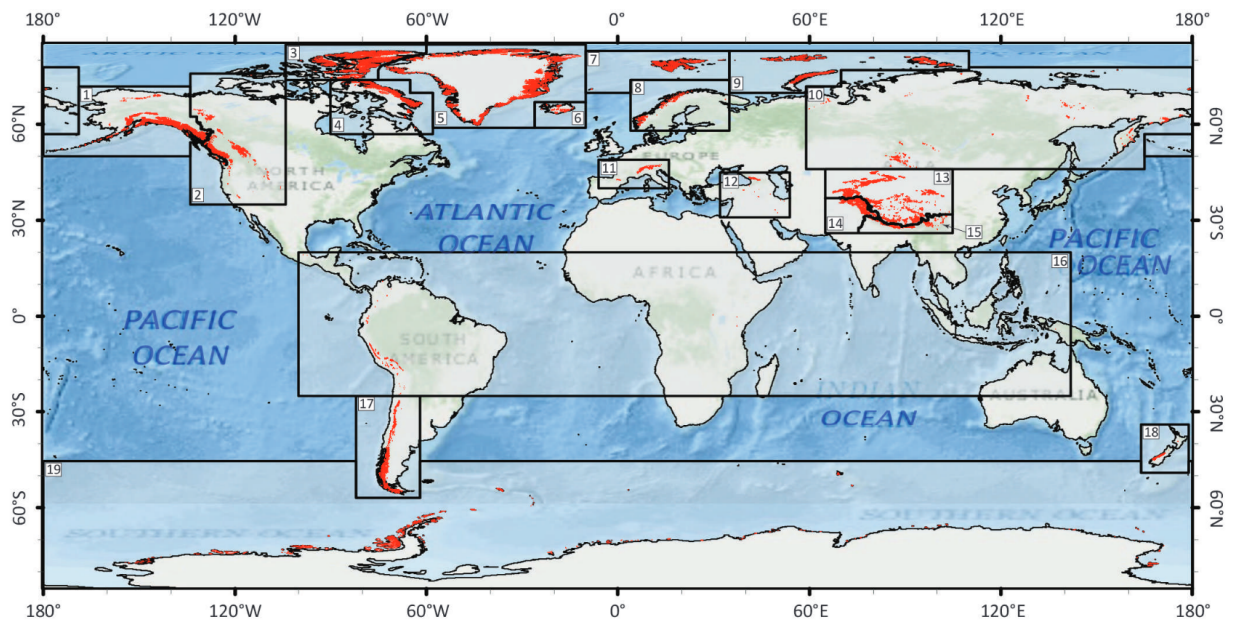 180° 120°W 60°W 0° 60°E 120°E 180°
ARCTIC OCEAN
3
7
1
8
9
10
60°N
60°N
4
5
6
EUROPE
NORTH
AMERICA
ASIA
11
12
13
2
30°N
30°S
ATLANTIC
OCEAN
14
15
PACIFIC
OCEAN
16
AFRICA
0°
0°
PACIFIC
OCEAN
SOUTH
AMERICA
INDIAN
OCEAN
AUSTRALIA
17
30°S
30°N
18
19
60°S
60°N
SOUTHERN OCEAN
SOUTHERN OCEAN
180° 120°W 60°W 0° 60°E 120°E 180°